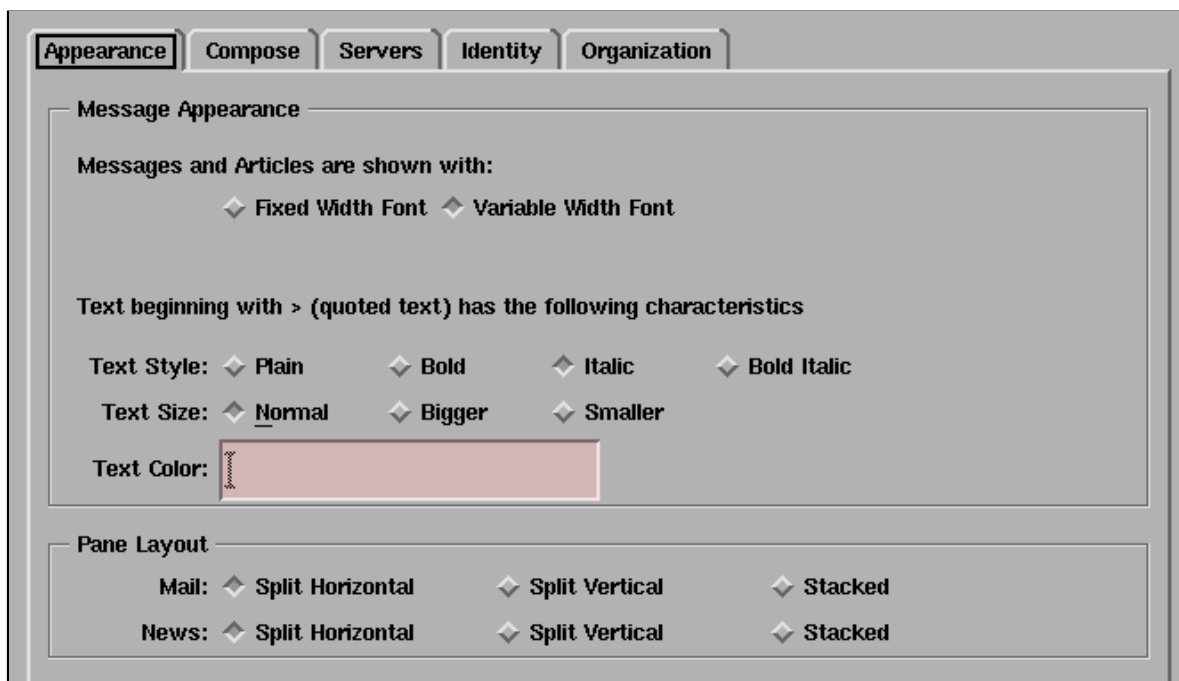 Appearance Compose Servers Identity Organization
Message Appearance
Messages and Articles are shown with:
Fixed Width Font Variable Width Font
Text beginning with > (quoted text) has the following characteristics
Text Style: Plain Bold Italic Bold Italic
Text Size: Normal Bigger Smaller
Text Color:
Pane Layout
Mail: Split Horizontal Split Vertical Stacked
News: Split Horizontal Split Vertical Stacked